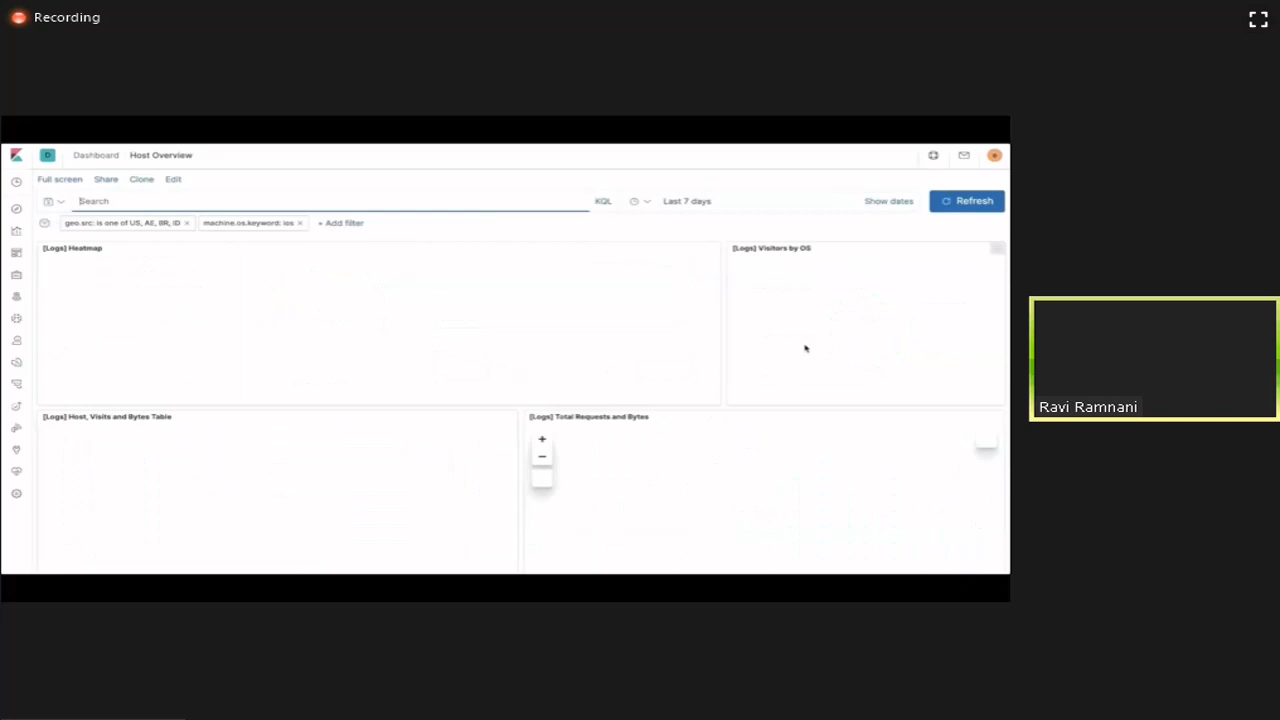 Recording
D Dashboard Host Overview
Full screen Share Clone Edit
Search KQL Last 7 days Show dates Refresh
geo.src: is one of US, AE, BR, ID × machine.os.keyword: ios × + Add filter
[Logs] Heatmap [Logs] Visitors by OS
[Logs] Host, Visits and Bytes Table [Logs] Total Requests and Bytes
+
−
Ravi Ramnani